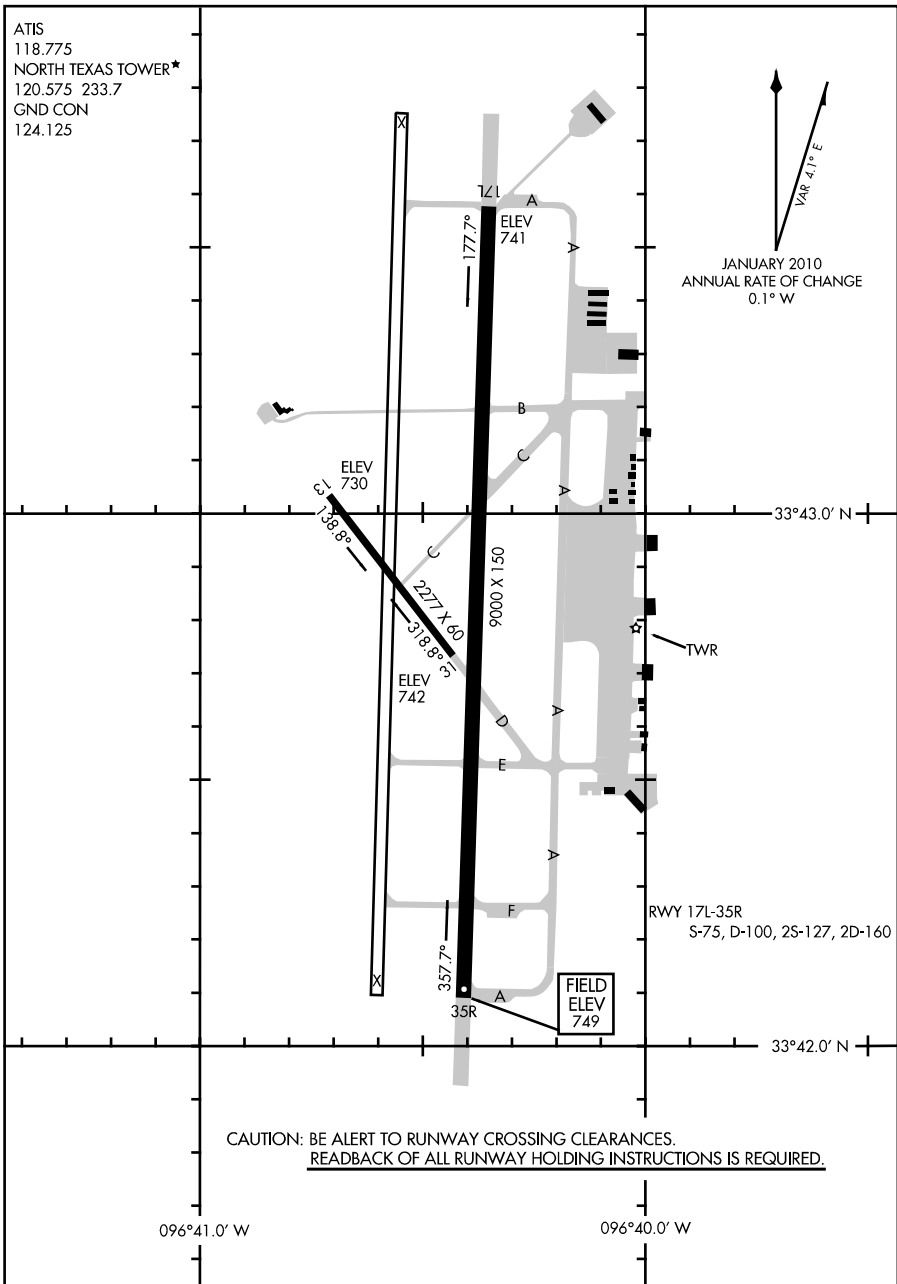 ATIS
118.775
NORTH TEXAS TOWER★
120.575 233.7
GND CON
124.125
X
VAR 4.1° E
JANUARY 2010
ANNUAL RATE OF CHANGE
0.1° W
17L
A
ELEV
741
177.7°
A
B
C
ELEV
730
13
138.8°
A
33°43.0' N
C
9000 X 150
2277 X 60
318.8°
31
TWR
ELEV
742
A
D
E
A
F
RWY 17L-35R
S-75, D-100, 2S-127, 2D-160
357.7°
X
A
35R
FIELD
ELEV
749
33°42.0' N
CAUTION: BE ALERT TO RUNWAY CROSSING CLEARANCES.
READBACK OF ALL RUNWAY HOLDING INSTRUCTIONS IS REQUIRED.
096°41.0' W
096°40.0' W